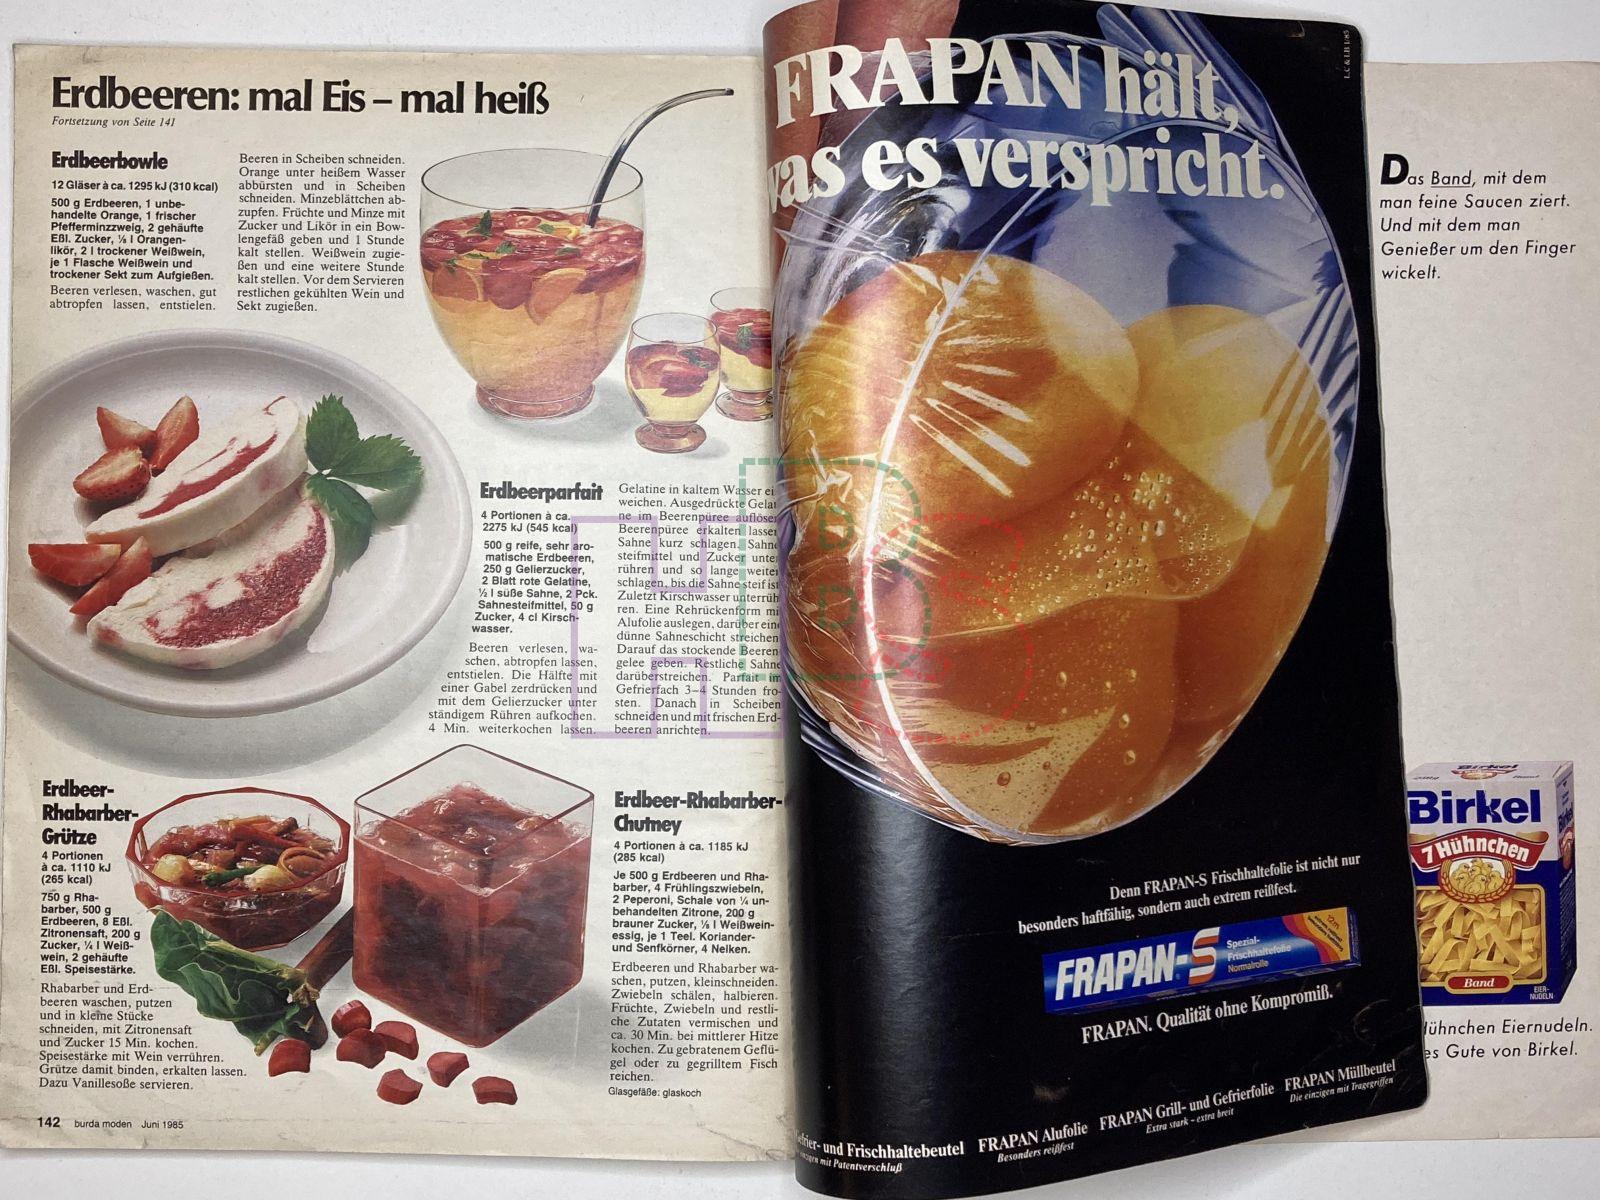 Erdbeeren: mal Eis – mal heiß
Fortsetzung von Seite 141
Erdbeerbowle
12 Gläser à ca. 1295 kJ (310 kcal)
500 g Erdbeeren, 1 unbe-
handelte Orange, 1 frischer
Pfefferminzzweig, 2 gehäufte
Eßl. Zucker, ⅛ l Orangen-
likör, 2 l trockener Weißwein,
je 1 Flasche Weißwein und
trockener Sekt zum Aufgießen.
Beeren verlesen, waschen, gut
abtropfen lassen, entstielen.
Beeren in Scheiben schneiden.
Orange unter heißem Wasser
abbürsten und in Scheiben
schneiden. Minzeblättchen ab-
zupfen. Früchte und Minze mit
Zucker und Likör in ein Bow-
lengefäß geben und 1 Stunde
kalt stellen. Weißwein zugie-
ßen und eine weitere Stunde
kalt stellen. Vor dem Servieren
restlichen gekühlten Wein und
Sekt zugießen.
Erdbeerparfait
4 Portionen à ca.
2275 kJ (545 kcal)
500 g reife, sehr aro-
matische Erdbeeren,
250 g Gelierzucker,
2 Blatt rote Gelatine,
½ l süße Sahne, 2 Pck.
Sahnesteifmittel, 50 g
Zucker, 4 cl Kirsch-
wasser.
Beeren verlesen, wa-
schen, abtropfen lassen,
entstielen. Die Hälfte mit
einer Gabel zerdrücken und
mit dem Gelierzucker unter
ständigem Rühren aufkochen.
4 Min. weiterkochen lassen.
Gelatine in kaltem Wasser ei
weichen. Ausgedrückte Gelat
ne im Beerenpüree auflösen
Beerenpüree erkalten lassen
Sahne kurz schlagen. Sahne
steifmittel und Zucker unter
rühren und so lange weiter
schlagen, bis die Sahne steif ist
Zuletzt Kirschwasser unterrüh
ren. Eine Rehrückenform mi
Alufolie auslegen, darüber eine
dünne Sahneschicht streichen
Darauf das stockende Beeren
gelee geben. Restliche Sahne
darüberstreichen. Parfait im
Gefrierfach 3–4 Stunden fro-
sten. Danach in Scheiben
schneiden und mit frischen Erd-
beeren anrichten.
Erdbeer-
Rhabarber-
Grütze
4 Portionen
à ca. 1110 kJ
(265 kcal)
750 g Rha-
barber, 500 g
Erdbeeren, 8 Eßl.
Zitronensaft, 200 g
Zucker, ¼ l Weiß-
wein, 2 gehäufte
Eßl. Speisestärke.
Rhabarber und Erd-
beeren waschen, putzen
und in kleine Stücke
schneiden, mit Zitronensaft
und Zucker 15 Min. kochen.
Speisestärke mit Wein verrühren.
Grütze damit binden, erkalten lassen.
Dazu Vanillesoße servieren.
Erdbeer-Rhabarber-
Chutney
4 Portionen à ca. 1185 kJ
(285 kcal)
Je 500 g Erdbeeren und Rha-
barber, 4 Frühlingszwiebeln,
2 Peperoni, Schale von ¼ un-
behandelten Zitrone, 200 g
brauner Zucker, ⅛ l Weißwein-
essig, je 1 Teel. Koriander-
und Senfkörner, 4 Nelken.
Erdbeeren und Rhabarber wa-
schen, putzen, kleinschneiden.
Zwiebeln schälen, halbieren.
Früchte, Zwiebeln und restli-
che Zutaten vermischen und
ca. 30 Min. bei mittlerer Hitze
kochen. Zu gebratenem Geflü-
gel oder zu gegrilltem Fisch
reichen.
Glasgefäße: glaskoch
142 burda moden Juni 1985
FRAPAN hält,
was es verspricht.
Denn FRAPAN-S Frischhaltefolie ist nicht nur
besonders haftfähig, sondern auch extrem reißfest.
FRAPAN-S
Spezial-
Frischhaltefolie
Normalrolle
FRAPAN. Qualität ohne Kompromiß.
frier- und Frischhaltebeutel
einzigen mit Patentverschluß
FRAPAN Alufolie
Besonders reißfest
FRAPAN Grill- und Gefrierfolie
Extra stark – extra breit
FRAPAN Müllbeutel
Die einzigen mit Tragegriffen
Das Band, mit dem
man feine Saucen ziert.
Und mit dem man
Genießer um den Finger
wickelt.
Birkel
Birkel
7 Hühnchen
Band
EIER-
NUDELN
Hühnchen Eiernudeln.
es Gute von Birkel.